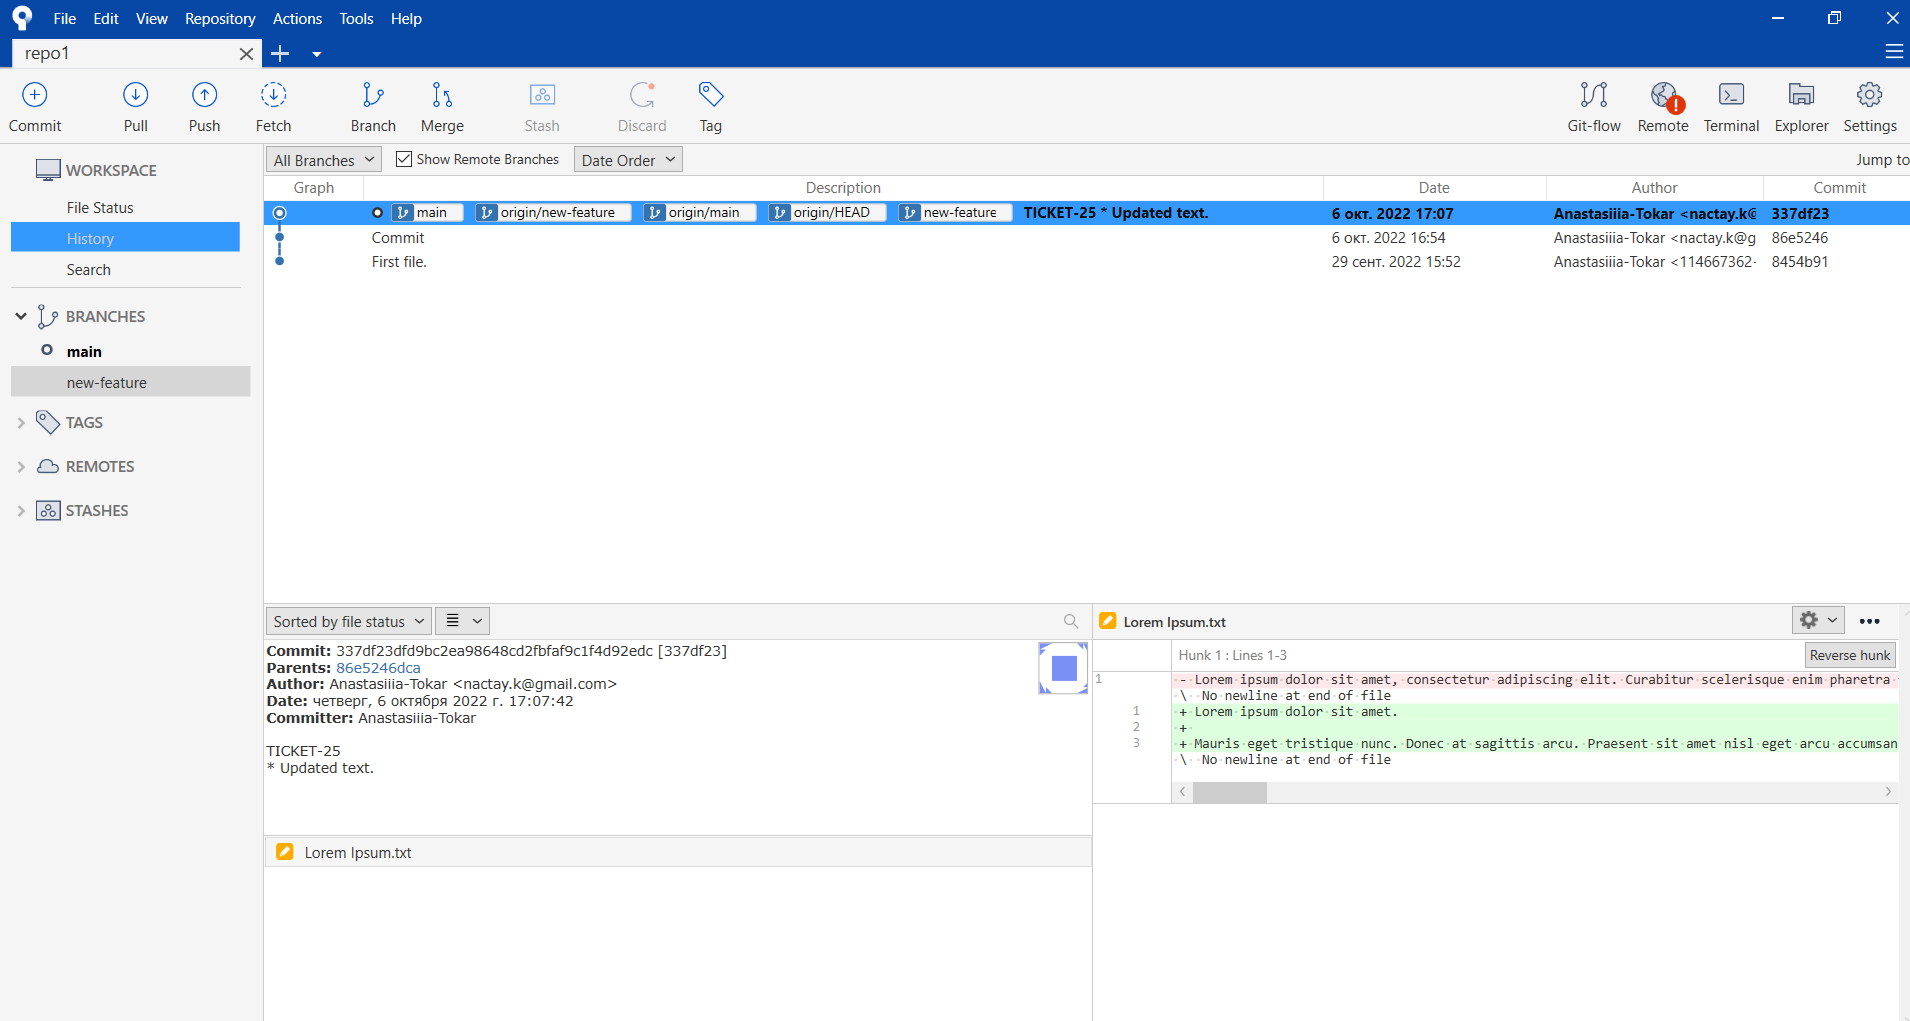 File Edit View Repository Actions Tools Help
repo1
Commit Pull Push Fetch Branch Merge Stash Discard Tag Git-flow Remote Terminal Explorer Settings
WORKSPACE
File Status
History
Search
BRANCHES
main
new-feature
TAGS
REMOTES
STASHES
All Branches Show Remote Branches Date Order Jump to
Graph Description Date Author Commit
main origin/new-feature origin/main origin/HEAD new-feature TICKET-25 * Updated text. 6 окт. 2022 17:07 Anastasiiia-Tokar <nactay.k@ 337df23
Commit 6 окт. 2022 16:54 Anastasiiia-Tokar <nactay.k@g 86e5246
First file. 29 сент. 2022 15:52 Anastasiiia-Tokar <114667362- 8454b91
Sorted by file status
Commit: 337df23dfd9bc2ea98648cd2fbfaf9c1f4d92edc [337df23]
Parents: 86e5246dca
Author: Anastasiiia-Tokar <nactay.k@gmail.com>
Date: четверг, 6 октября 2022 г. 17:07:42
Committer: Anastasiiia-Tokar
TICKET-25
* Updated text.
Lorem Ipsum.txt
Lorem Ipsum.txt
Hunk 1 : Lines 1-3 Reverse hunk
1 - Lorem ipsum dolor sit amet, consectetur adipiscing elit. Curabitur scelerisque enim pharetra
\ No newline at end of file
1 + Lorem ipsum dolor sit amet.
2 +
3 + Mauris eget tristique nunc. Donec at sagittis arcu. Praesent sit amet nisl eget arcu accumsan
\ No newline at end of file